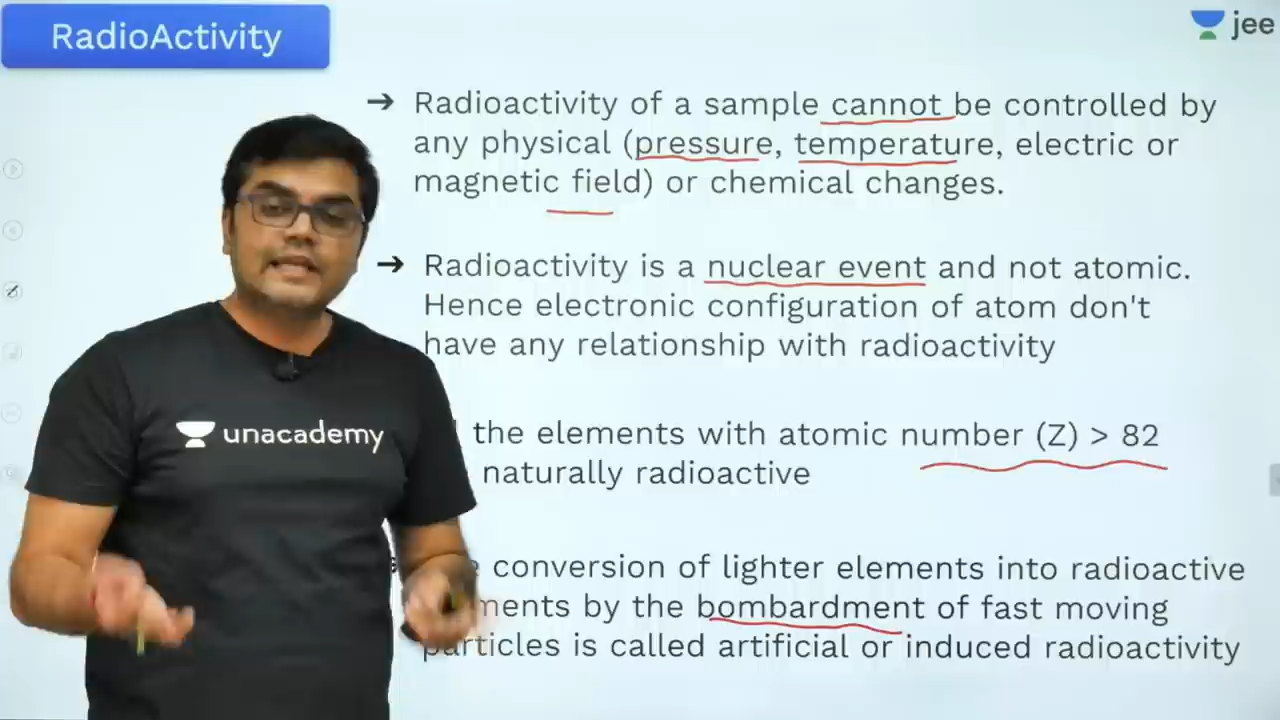 RadioActivity
jee
→ Radioactivity of a sample cannot be controlled by
any physical (pressure, temperature, electric or
magnetic field) or chemical changes.
→ Radioactivity is a nuclear event and not atomic.
Hence electronic configuration of atom don't
have any relationship with radioactivity
the elements with atomic number (Z) > 82
naturally radioactive
conversion of lighter elements into radioactive
by the bombardment of fast moving
particles is called artificial or induced radioactivity
unacademy